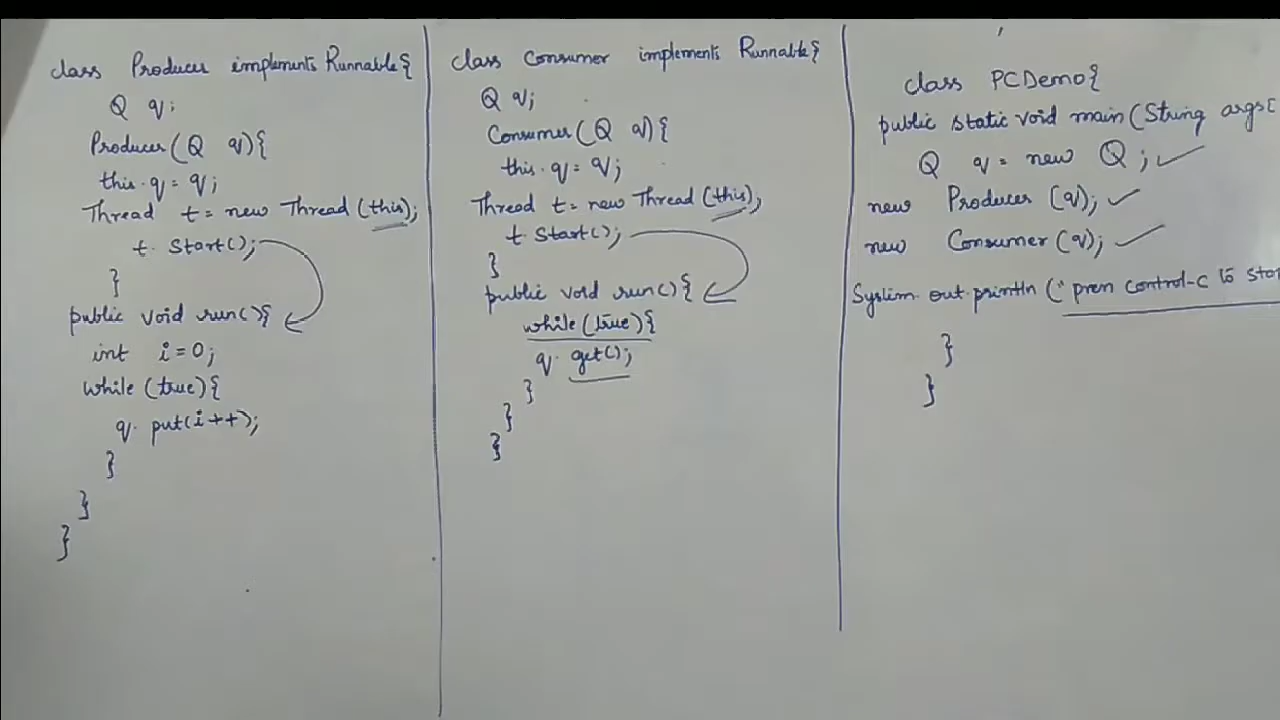 class Producer implements Runnable{
Q q;
Producer(Q q){
this.q = q;
Thread t = new Thread (this);
t. Start();
}
public void run(){
int i = 0;
while (true){
q. put(i++);
}
}
}
class Consumer implements Runnable{
Q q;
Consumer(Q q){
this.q = q;
Thread t = new Thread (this);
t. Start();
}
public void run(){
while (true){
q. get();
}
}
}
class PCDemo{
public static void main (String args[
Q q = new Q ;
new Producer (q);
new Consumer (q);
System. out. println ("press control-c to sto
}
}